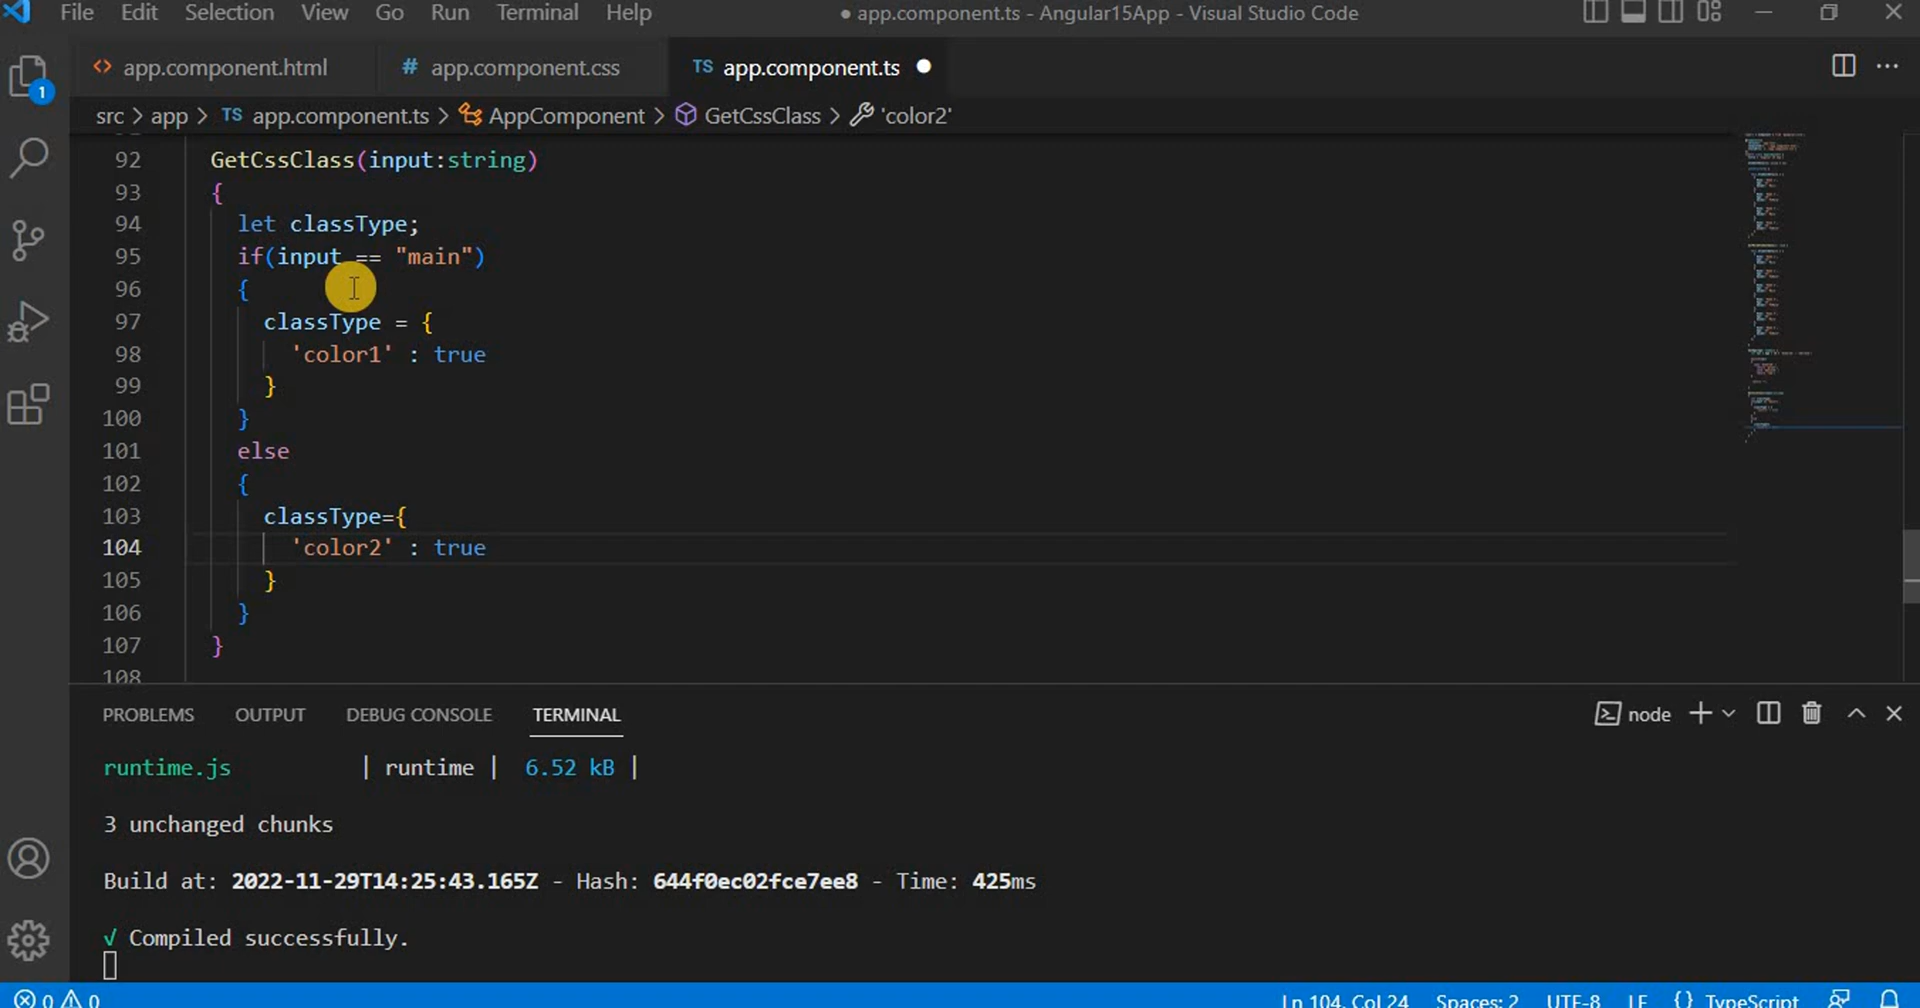 File Edit Selection View Go Run Terminal Help ● app.component.ts - Angular15App - Visual Studio Code
<> app.component.html # app.component.css TS app.component.ts ●
1
src > app > TS app.component.ts > AppComponent > GetCssClass > 'color2'
92 GetCssClass(input:string)
93 {
94 let classType;
95 if(input == "main")
96 {
97 classType = {
98 'color1' : true
99 }
100 }
101 else
102 {
103 classType={
104 'color2' : true
105 }
106 }
107 }
108
PROBLEMS OUTPUT DEBUG CONSOLE TERMINAL node
runtime.js | runtime | 6.52 kB |
3 unchanged chunks
Build at: 2022-11-29T14:25:43.165Z - Hash: 644f0ec02fce7ee8 - Time: 425ms
√ Compiled successfully.
0 0 Ln 104, Col 24 Spaces: 2 UTF-8 LF {} TypeScript